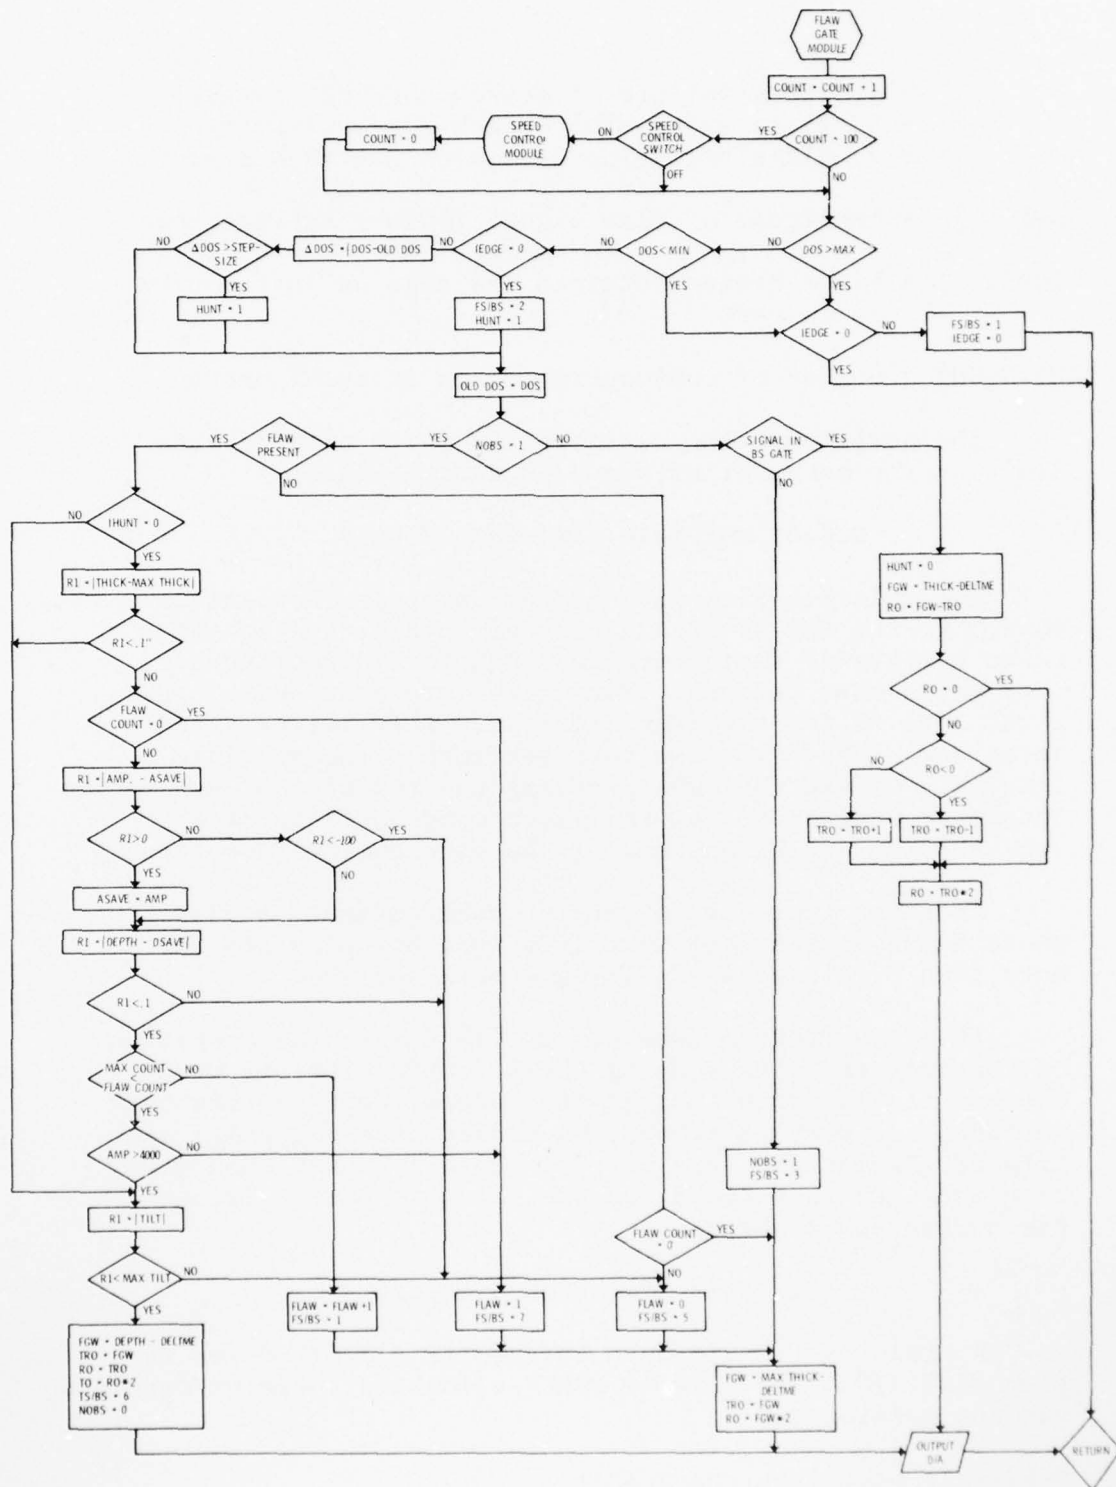 FLAW
GATE
MODULE
COUNT = COUNT + 1
COUNT = 100
YES
NO
SPEED
CONTROL
SWITCH
ON
OFF
SPEED
CONTROL
MODULE
COUNT = 0
DOS>MAX
NO
YES
DOS<MIN
NO
YES
IEDGE = 0
NO
YES
ΔDOS =|DOS-OLD DOS
ΔDOS >STEP-
SIZE
NO
YES
HUNT = 1
FS/BS = 2
HUNT = 1
IEDGE = 0
NO
YES
FS/BS = 1
IEDGE = 0
OLD DOS = DOS
NOBS = 1
YES
NO
FLAW
PRESENT
YES
NO
SIGNAL IN
BS GATE
YES
NO
IHUNT = 0
NO
YES
R1 =|THICK-MAX THICK|
R1<.1"
NO
FLAW
COUNT = 0
YES
NO
R1 =|AMP. - ASAVE|
R1>0
NO
YES
R1<-100
YES
NO
ASAVE = AMP
R1 =|DEPTH - DSAVE|
R1<.1
NO
YES
MAX COUNT
<
FLAW COUNT
NO
YES
AMP >4000
NO
YES
R1 =|TILT|
R1< MAX TILT
NO
YES
FGW = DEPTH - DELTME
TRO = FGW
RO = TRO
TO = RO*2
TS/BS = 6
NOBS = 0
FLAW = FLAW +1
FS/BS = 1
FLAW = 1
FS/BS = 7
FLAW COUNT
= 0
YES
NO
FLAW = 0
FS/BS = 5
NOBS = 1
FS/BS = 3
FGW = MAX THICK-
DELTME
TRO = FGW
RO = FGW*2
HUNT = 0
FGW = THICK-DELTME
RO = FGW-TRO
RO = 0
YES
NO
RO<0
NO
YES
TRO = TRO+1
TRO = TRO-1
RO = TRO*2
OUTPUT
D/A
RETURN